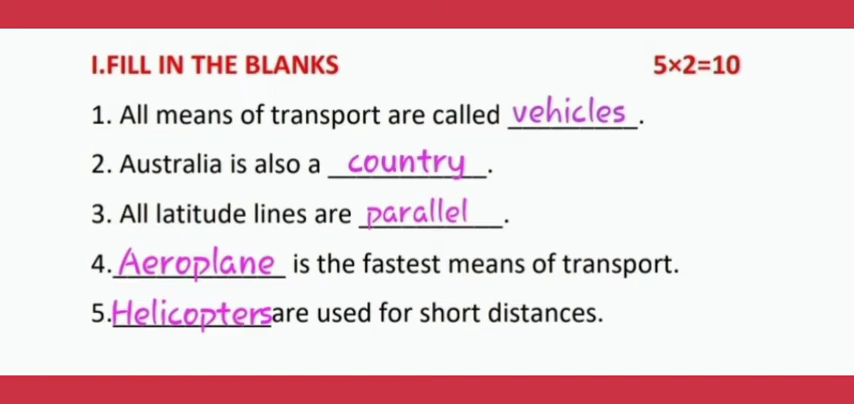 I.FILL IN THE BLANKS 5×2=10
1. All means of transport are called vehicles.
2. Australia is also a country.
3. All latitude lines are parallel.
4. Aeroplane is the fastest means of transport.
5. Helicopters are used for short distances.